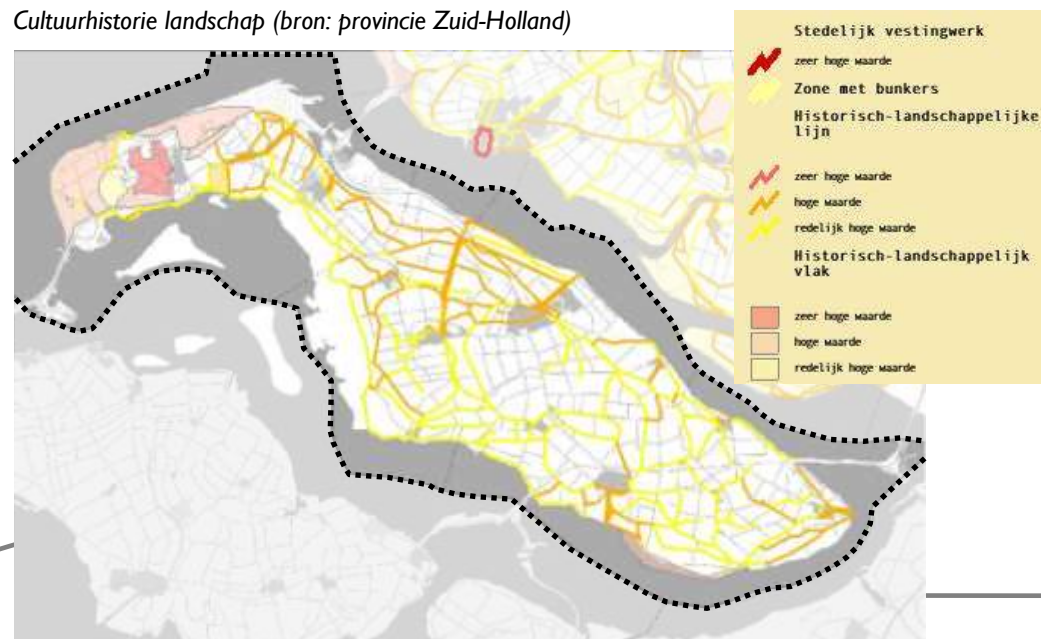 Cultuurhistorie landschap (bron: provincie Zuid-Holland)
Stedelijk vestingwerk
zeer hoge waarde
Zone met bunkers
Historisch-landschappelijke
lijn
zeer hoge waarde
hoge waarde
redelijk hoge waarde
Historisch-landschappelijk
vlak
zeer hoge waarde
hoge waarde
redelijk hoge waarde